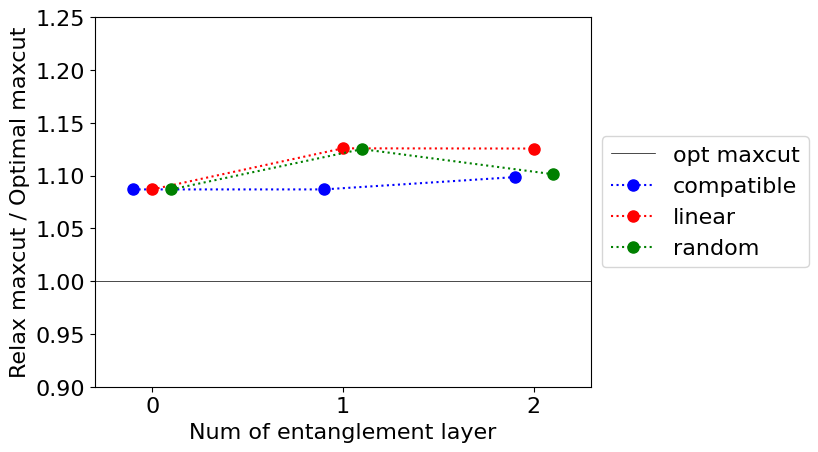 Relax maxcut / Optimal maxcut
1.25
1.20
1.15
1.10
1.05
1.00
0.95
0.90
0
1
2
Num of entanglement layer
opt maxcut
compatible
linear
random